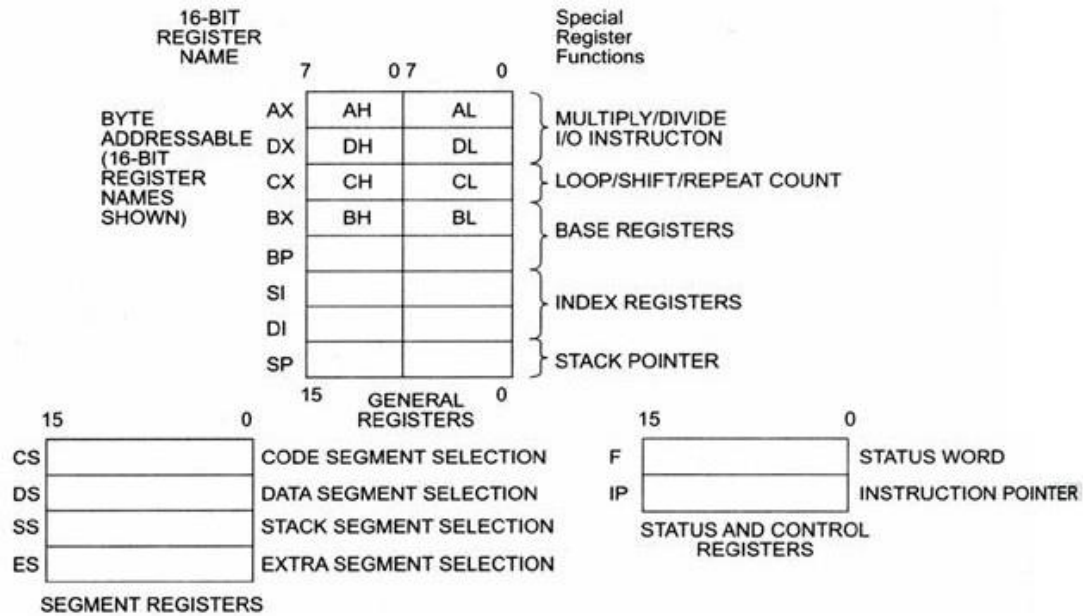 16-BIT
REGISTER
NAME
Special
Register
Functions
7 0 7 0
BYTE
ADDRESSABLE
(16-BIT
REGISTER
NAMES
SHOWN)
AX AH AL
DX DH DL
CX CH CL
BX BH BL
BP
SI
DI
SP
MULTIPLY/DIVIDE
I/O INSTRUCTON
LOOP/SHIFT/REPEAT COUNT
BASE REGISTERS
INDEX REGISTERS
STACK POINTER
15 0
GENERAL
REGISTERS
15 0
CS CODE SEGMENT SELECTION
DS DATA SEGMENT SELECTION
SS STACK SEGMENT SELECTION
ES EXTRA SEGMENT SELECTION
SEGMENT REGISTERS
15 0
F STATUS WORD
IP INSTRUCTION POINTER
STATUS AND CONTROL
REGISTERS